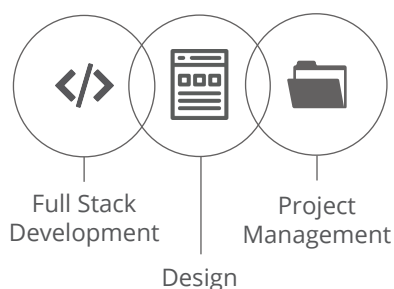 </>
Full Stack
Development
Project
Management
Design